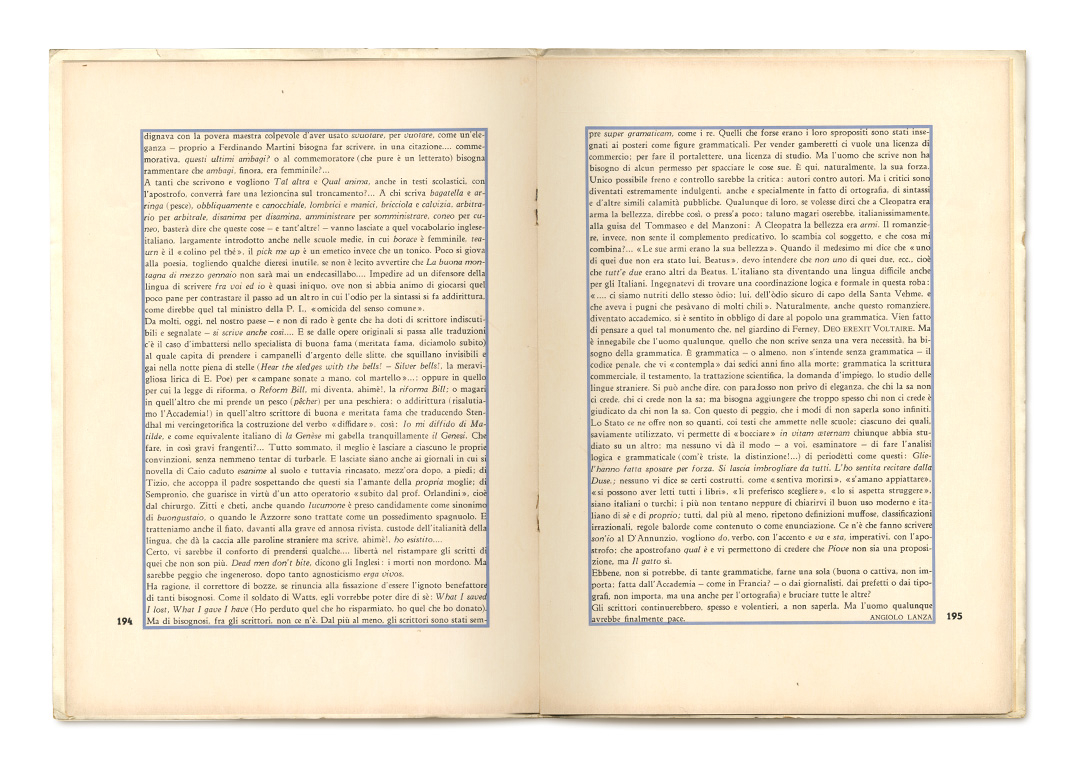 dignava con la povera maestra colpevole d'aver usato svuotare, per vuotare, come un'ele-
ganza — proprio a Ferdinando Martini bisogna far scrivere, in una citazione.... comme-
morativa, questi ultimi ambagi? o al commemoratore (che pure è un letterato) bisogna
rammentare che ambagi, finora, era femminile?...
A tanti che scrivono e vogliono Tal altra e Qual anima, anche in testi scolastici, con
l'apostrofo, converrà fare una lezioncina sul troncamento?... A chi scriva bagatella e ar-
ringa (pesce), obbliquamente e canocchiale, lombrici e manici, briccicola e calvizia, arbitra-
rio per arbitrale, disanima per disamina, amministrare per somministrare, coneo per cu-
neo, basterà dire che queste cose — e tant'altre! — vanno lasciate a quel vocabolario inglese-
italiano, largamente introdotto anche nelle scuole medie, in cui borace è femminile, tea-
urn è il «colino pel thé», il pick me up è un emetico invece che un tonico. Poco si giova
alla poesia, togliendo qualche dieresi inutile, se non è lecito avvertire che La buona mon-
tagna di mezzo gennaio non sarà mai un endecasillabo.... Impedire ad un difensore della
lingua di scrivere fra voi ed io è quasi iniquo, ove non si abbia animo di giocarsi quel
poco pane per contrastare il passo ad un altro in cui l'odio per la sintassi si fa addirittura,
come direbbe quel tal ministro della P. I., «omicida del senso comune».
Da molti, oggi, nel nostro paese — e non di rado è gente che ha doti di scrittore indiscuti-
bili e segnalate — si scrive anche così.... E se dalle opere originali si passa alle traduzioni
c'è il caso d'imbattersi nello specialista di buona fama (meritata fama, diciamolo subito)
al quale capita di prendere i campanelli d'argento delle slitte, che squillano invisibili e
gai nella notte piena di stelle (Hear the sledges with the bells! — Silver bells!, la meravi-
gliosa lirica di E. Poe) per «campane sonate a mano, col martello»...; oppure in quello
per cui la legge di riforma, o Reform Bill, mi diventa, ahimè!, la riforma Bill; o magari
in quell'altro che mi prende un pesco (pêcher) per una peschiera; o addirittura (risalutia-
mo l'Accademia!) in quell'altro scrittore di buona e meritata fama che traducendo Sten-
dhal mi vercingetorifica la costruzione del verbo «diffidare», così: Io mi diffido di Ma-
tilde, e come equivalente italiano di la Genèse mi gabella tranquillamente il Genesi. Che
fare, in così gravi frangenti?... Tutto sommato, il meglio è lasciare a ciascuno le proprie
convinzioni, senza nemmeno tentar di turbarle. E lasciate siano anche ai giornali in cui si
novella di Caio caduto esanime al suolo e tuttavia rincasato, mezz'ora dopo, a piedi; di
Tizio, che accoppa il padre sospettando che questi sia l'amante della propria moglie; di
Sempronio, che guarisce in virtù d'un atto operatorio «subito dal prof. Orlandini», cioè
dal chirurgo. Zitti e cheti, anche quando lucumone è preso candidamente come sinonimo
di buongustaio, o quando le Azzorre sono trattate come un possedimento spagnuolo. E
tratteniamo anche il fiato, davanti alla grave ed annosa rivista, custode dell'italianità della
lingua, che dà la caccia alle paroline straniere ma scrive, ahimè!, ho esistito....
Certo, vi sarebbe il conforto di prendersi qualche.... libertà nel ristampare gli scritti di
quei che non son più. Dead men don't bite, dicono gli Inglesi: i morti non mordono. Ma
sarebbe peggio che ingeneroso, dopo tanto agnosticismo erga vivos.
Ha ragione, il correttore di bozze, se rinuncia alla fissazione d'essere l'ignoto benefattore
di tanti bisognosi. Come il soldato di Watts, egli vorrebbe poter dire di sè: What I saved
I lost, What I gave I have (Ho perduto quel che ho risparmiato, ho quel che ho donato).
Ma di bisognosi, fra gli scrittori, non ce n'è. Dal più al meno, gli scrittori sono stati sem-
194
pre super gramaticam, come i re. Quelli che forse erano i loro spropositi sono stati inse-
gnati ai posteri come figure grammaticali. Per vender gamberetti ci vuole una licenza di
commercio; per fare il portalettere, una licenza di studio. Ma l'uomo che scrive non ha
bisogno di alcun permesso per spacciare le cose sue. È qui, naturalmente, la sua forza.
Unico possibile freno e controllo sarebbe la critica: autori contro autori. Ma i critici sono
diventati estremamente indulgenti, anche e specialmente in fatto di ortografia, di sintassi
e d'altre simili calamità pubbliche. Qualcuno di loro, se volesse dirci che a Cleopatra era
arma la bellezza, direbbe così, o press'a poco; taluno magari oserebbe, italianissimamente,
alla guisa del Tommaseo e del Manzoni: A Cleopatra la bellezza era armi. Il romanzie-
re, invece, non sente il complemento predicativo, lo scambia col soggetto, e che cosa mi
combina?... «Le sue armi erano la sua bellezza». Quando il medesimo mi dice che «uno
di quei due non era stato lui, Beatus», devo intendere che non uno di quei due, ecc., cioè
che tutt'e due erano altri da Beatus. L'italiano sta diventando una lingua difficile anche
per gli Italiani. Ingegnatevi di trovare una coordinazione logica e formale in questa roba:
«.... ci siamo nutriti dello stesso òdio; lui, dell'òdio sicuro di capo della Santa Vehme, e
che aveva i pugni che pesàvano di molti chili». Naturalmente, anche questo romanziere,
diventato accademico, si è sentito in obbligo di dare al popolo una grammatica. Vien fatto
di pensare a quel tal monumento che, nel giardino di Ferney, DEO EREXIT VOLTAIRE. Ma
è innegabile che l'uomo qualunque, quello che non scrive senza una vera necessità, ha bi-
sogno della grammatica. È grammatica — o almeno, non s'intende senza grammatica — il
codice penale, che vi «contempla» dai sedici anni fino alla morte; grammatica la scrittura
commerciale, il testamento, la trattazione scientifica, la domanda d'impiego, lo studio delle
lingue straniere. Si può anche dire, con paradosso non privo di eleganza, che chi la sa non
ci crede, chi ci crede non la sa; ma bisogna aggiungere che troppo spesso chi non ci crede è
giudicato da chi non la sa. Con questo di peggio, che i modi di non saperla sono infiniti.
Lo Stato ce ne offre non so quanti, coi testi che ammette nelle scuole; ciascuno dei quali,
saviamente utilizzato, vi permette di «bocciare» in vitam æternam chiunque abbia stu-
diato su un altro; ma nessuno vi dà il modo — a voi, esaminatore — di fare l'analisi
logica e grammaticale (com'è triste, la distinzione!...) di periodetti come questi: Glie-
l'hanno fatta sposare per forza. Si lascia imbrogliare da tutti. L'ho sentita recitare dalla
Duse.; nessuno vi dice se certi costrutti, come «sentiva morirsi», «s'amano appiattare»,
«si possono aver letti tutti i libri», «li preferisco scegliere», «lo si aspetta struggere»,
siano italiani o turchi; i più non tentano neppure di chiarirvi il buon uso moderno e ita-
liano di sè e di proprio; tutti, dal più al meno, ripetono definizioni muffose, classificazioni
irrazionali, regole balorde come contenuto o come enunciazione. Ce n'è che fanno scrivere
son'io al D'Annunzio, vogliono do, verbo, con l'accento e va e sta, imperativi, con l'apo-
strofo; che apostrofano qual è e vi permettono di credere che Piove non sia una proposi-
zione, ma Il gatto sì.
Ebbene, non si potrebbe, di tante grammatiche, farne una sola (buona o cattiva, non im-
porta; fatta dall'Accademia — come in Francia? — o dai giornalisti, dai prefetti o dai tipo-
grafi, non importa, ma una anche per l'ortografia) e bruciare tutte le altre?
Gli scrittori continuerebbero, spesso e volentieri, a non saperla. Ma l'uomo qualunque
avrebbe finalmente pace. ANGIOLO LANZA
195